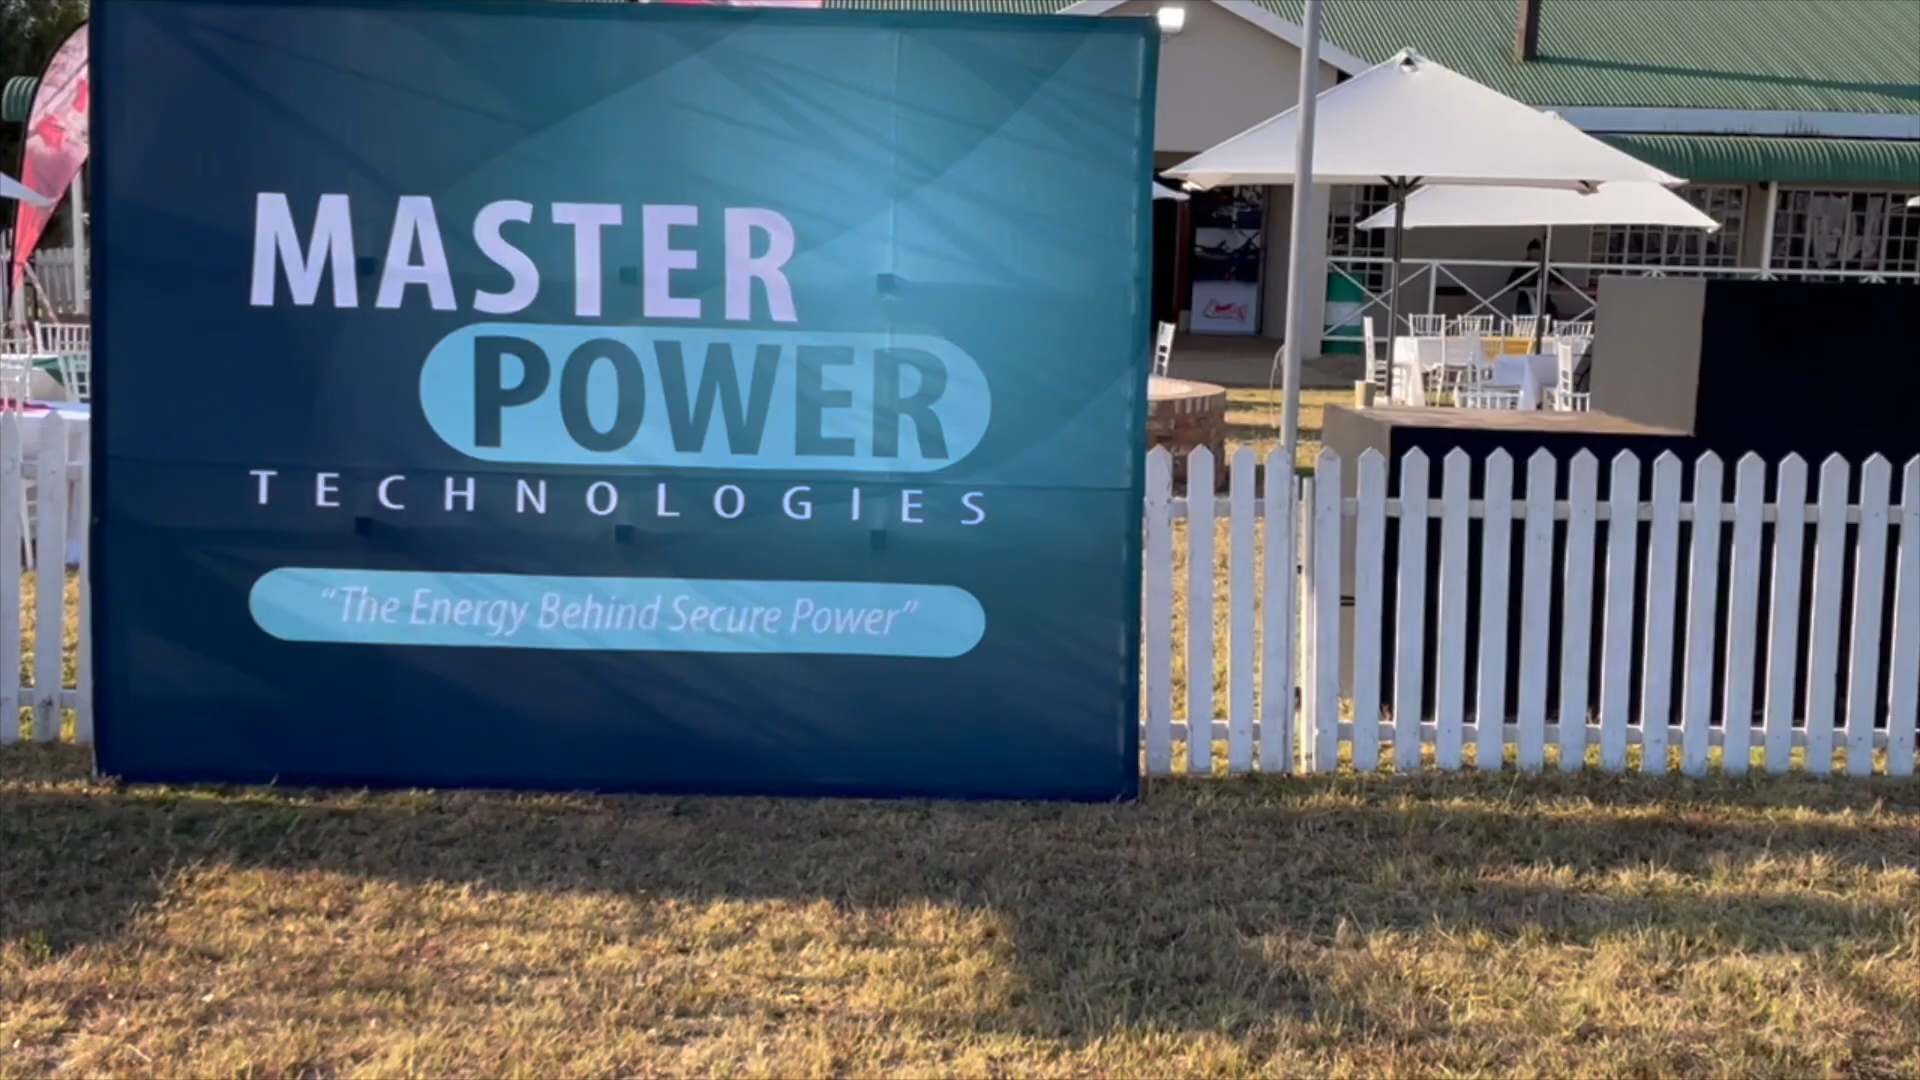 MASTER
POWER
TECHNOLOGIES
“The Energy Behind Secure Power”